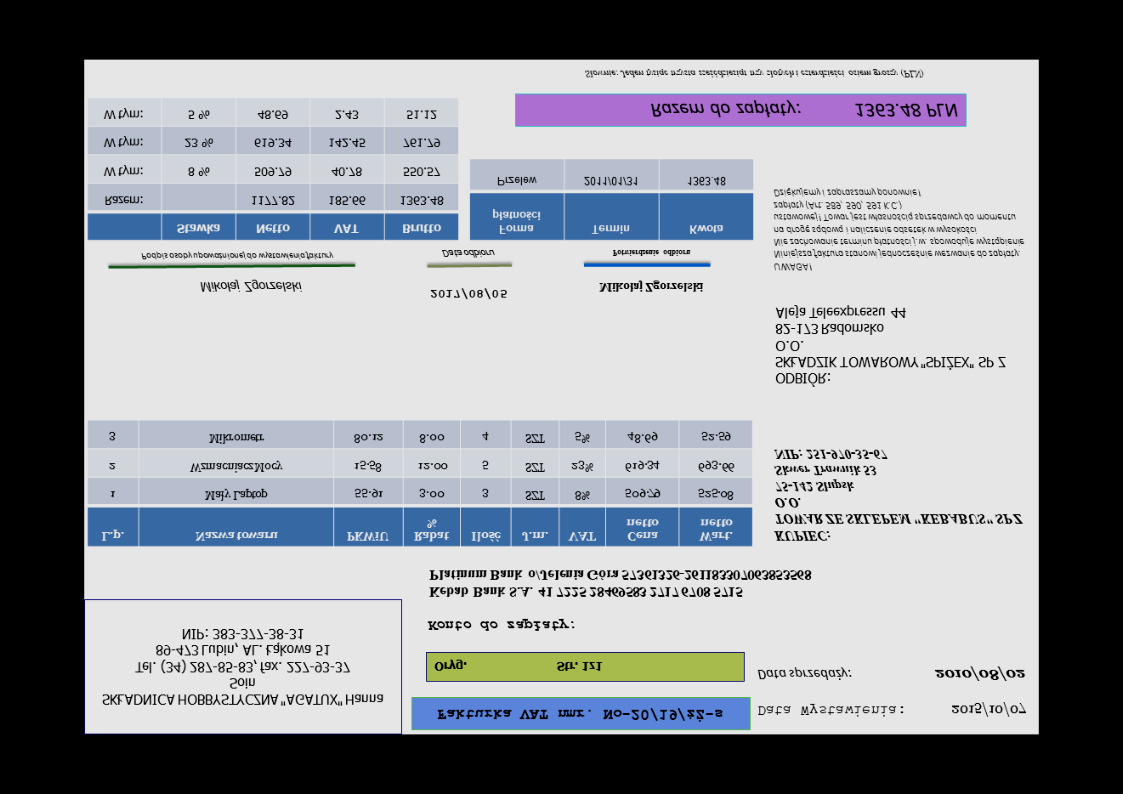 Data Wystawienia: 2015/10/07
Fakturka VAT nmr. No-20/19/łż-s
SKŁADNICA HOBBYSTYCZNA "AGATUX" Hanna
Soin
Tel. (34) 287-85-83, fax. 227-93-37
89-473 Lubin, AL. Łąkowa 51
NIP: 383-377-38-31
Data sprzedaży: 2010/08/02
Oryg. Str. 1z1
Konto do zapłaty:
Kebab Bank S.A. 41 7225 28469583 27176708 5715
Platinum Bank o/Jelenia Góra 57361326-261183307063853568
KUPIEC:
TOWAR ZE SKLEPEM "KEBABUS" SP Z
O.O.
75-142 Słupsk
Skwer Trawnik 53
NIP: 251-970-35-67
L.p. Nazwa towaru PKWiU Rabat % Ilość J.m. VAT Cena netto Wart. netto
1 Mały Laptop 55.91 3.00 3 SZT 8% 509.79 525.08
2 WzmacniaczMocy 15.58 12.00 5 SZT 23% 619.34 693.66
3 Mikrometr 80.12 8.00 4 SZT 5% 48.69 52.59
ODBIÓR:
SKŁADZIK TOWAROWY "SPIŻEX" SP Z
O.O.
82-173 Radomsko
Aleja Teleexpressu 44
Mikołaj Zgorzelski
2017/08/05
Mikołaj Zgorzelski
Podpis osoby upoważnionej do wystawienia faktury
Data odbioru
Potwierdzenie odbioru
UWAGA!
Niniejsza faktura stanowi jednocześnie wezwanie do zapłaty.
Nie zachowanie terminu płatności j.w. spowoduje wystąpienie
na drogę sądową i naliczenie odsetek w wysokości
ustawowej! Towar jest własnością sprzedawcy do momentu
zapłaty (Art. 589, 590, 591 K.C.)
Dziękujemy i zapraszamy ponownie!
Stawka Netto VAT Brutto
Razem: 1177.82 185.66 1363.48
W tym: 8 % 509.79 40.78 550.57
W tym: 23 % 619.34 142.45 761.79
W tym: 5 % 48.69 2.43 51.12
Forma płatności Termin Kwota
Przelew 2011/01/31 1363.48
Razem do zapłaty: 1363.48 PLN
Słownie: Jeden tysiąc trzysta sześćdziesiąt trzy złotych i czterdzieści osiem groszy (PLN)